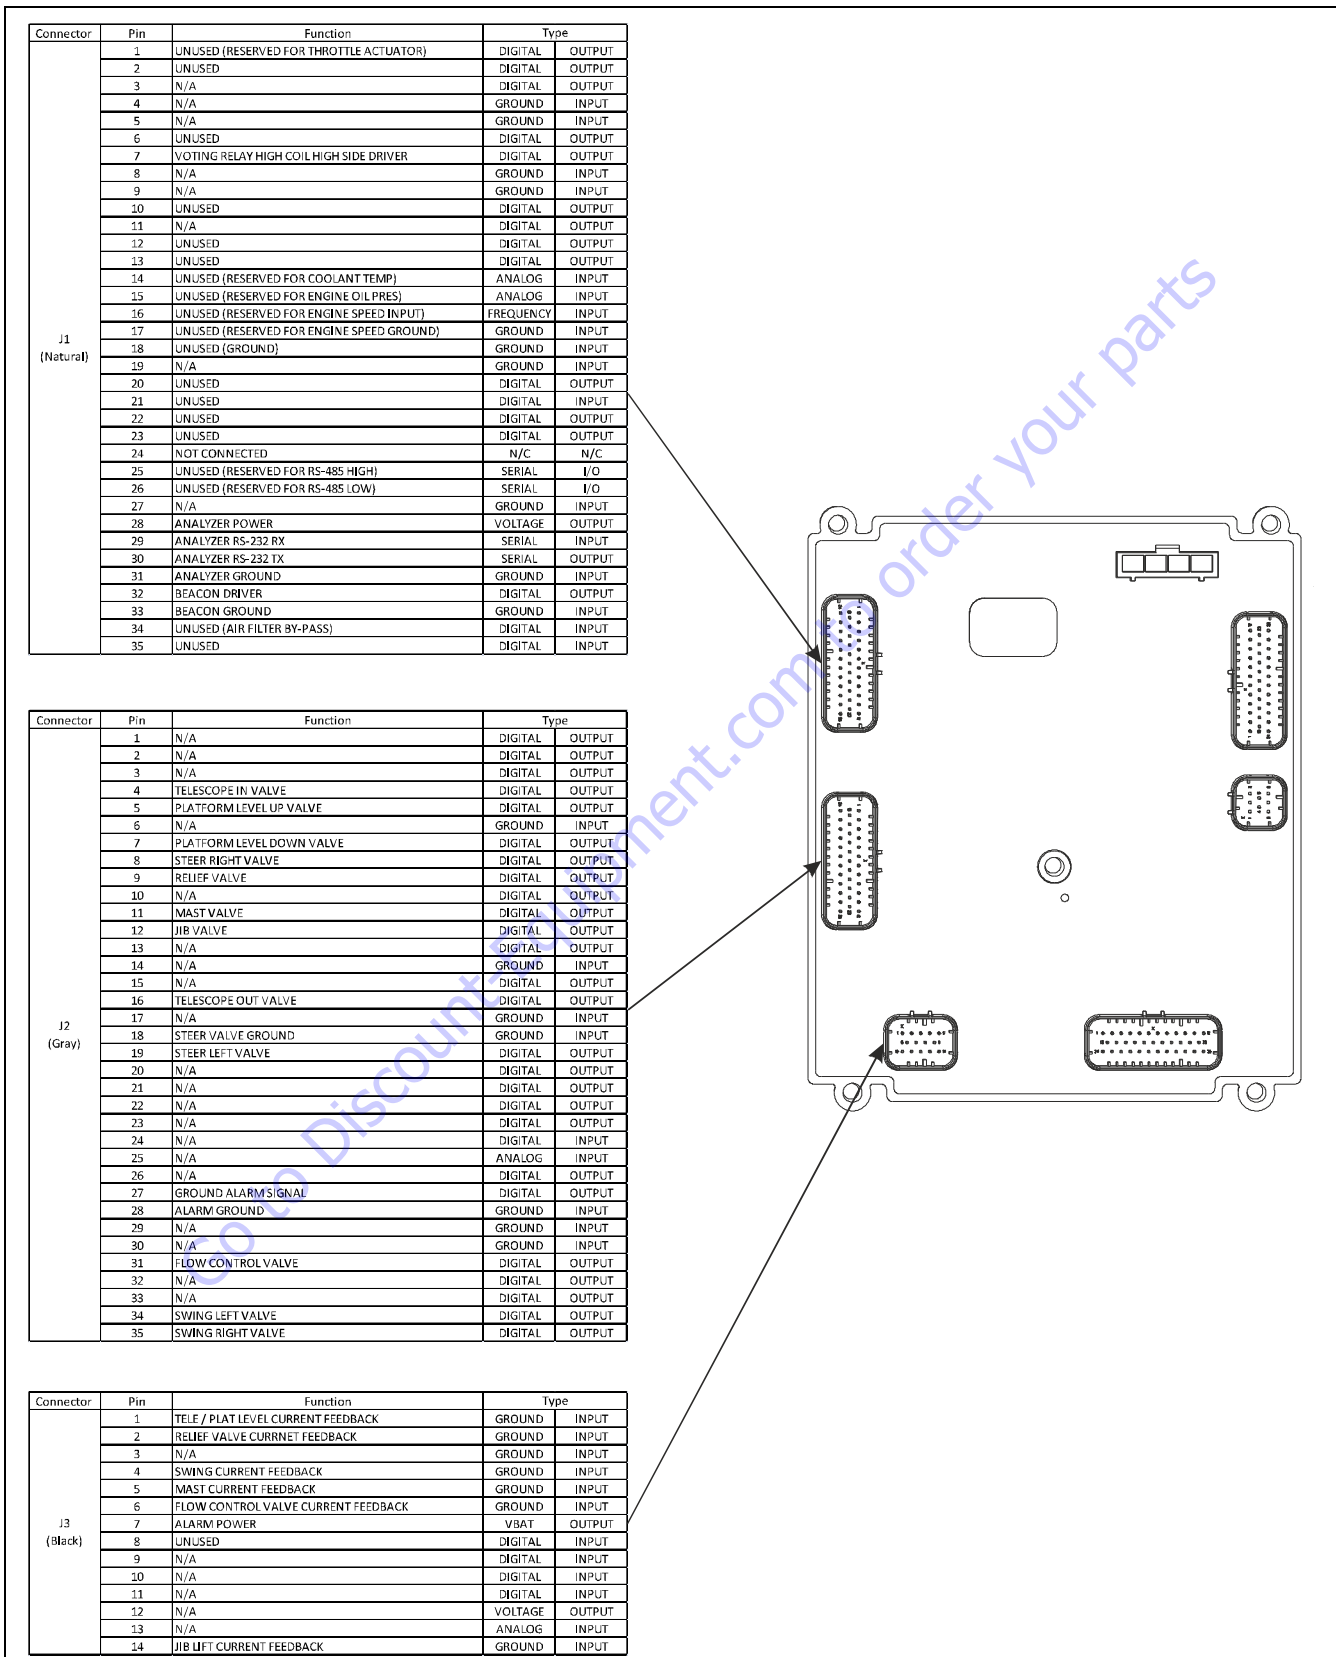 Connector Pin Function Type
1 UNUSED (RESERVED FOR THROTTLE ACTUATOR) DIGITAL OUTPUT
2 UNUSED DIGITAL OUTPUT
3 N/A DIGITAL OUTPUT
4 N/A GROUND INPUT
5 N/A GROUND INPUT
6 UNUSED DIGITAL OUTPUT
7 VOTING RELAY HIGH COIL HIGH SIDE DRIVER DIGITAL OUTPUT
8 N/A GROUND INPUT
9 N/A GROUND INPUT
10 UNUSED DIGITAL OUTPUT
11 N/A DIGITAL OUTPUT
12 UNUSED DIGITAL OUTPUT
13 UNUSED DIGITAL OUTPUT
14 UNUSED (RESERVED FOR COOLANT TEMP) ANALOG INPUT
15 UNUSED (RESERVED FOR ENGINE OIL PRES) ANALOG INPUT
16 UNUSED (RESERVED FOR ENGINE SPEED INPUT) FREQUENCY INPUT
17 UNUSED (RESERVED FOR ENGINE SPEED GROUND) GROUND INPUT
J1
(Natural)
18 UNUSED (GROUND) GROUND INPUT
19 N/A GROUND INPUT
20 UNUSED DIGITAL OUTPUT
21 UNUSED DIGITAL INPUT
22 UNUSED DIGITAL OUTPUT
23 UNUSED DIGITAL OUTPUT
24 NOT CONNECTED N/C N/C
25 UNUSED (RESERVED FOR RS-485 HIGH) SERIAL I/O
26 UNUSED (RESERVED FOR RS-485 LOW) SERIAL I/O
27 N/A GROUND INPUT
28 ANALYZER POWER VOLTAGE OUTPUT
29 ANALYZER RS-232 RX SERIAL INPUT
30 ANALYZER RS-232 TX SERIAL OUTPUT
31 ANALYZER GROUND GROUND INPUT
32 BEACON DRIVER DIGITAL OUTPUT
33 BEACON GROUND GROUND INPUT
34 UNUSED (AIR FILTER BY-PASS) DIGITAL INPUT
35 UNUSED DIGITAL INPUT
Connector Pin Function Type
1 N/A DIGITAL OUTPUT
2 N/A DIGITAL OUTPUT
3 N/A DIGITAL OUTPUT
4 TELESCOPE IN VALVE DIGITAL OUTPUT
5 PLATFORM LEVEL UP VALVE DIGITAL OUTPUT
6 N/A GROUND INPUT
7 PLATFORM LEVEL DOWN VALVE DIGITAL OUTPUT
8 STEER RIGHT VALVE DIGITAL OUTPUT
9 RELIEF VALVE DIGITAL OUTPUT
10 N/A DIGITAL OUTPUT
11 MAST VALVE DIGITAL OUTPUT
12 JIB VALVE DIGITAL OUTPUT
13 N/A DIGITAL OUTPUT
14 N/A GROUND INPUT
15 N/A DIGITAL OUTPUT
16 TELESCOPE OUT VALVE DIGITAL OUTPUT
17 N/A GROUND INPUT
J2
(Gray)
18 STEER VALVE GROUND GROUND INPUT
19 STEER LEFT VALVE DIGITAL OUTPUT
20 N/A DIGITAL OUTPUT
21 N/A DIGITAL OUTPUT
22 N/A DIGITAL OUTPUT
23 N/A DIGITAL OUTPUT
24 N/A DIGITAL INPUT
25 N/A ANALOG INPUT
26 N/A DIGITAL OUTPUT
27 GROUND ALARM SIGNAL DIGITAL OUTPUT
28 ALARM GROUND GROUND INPUT
29 N/A GROUND INPUT
30 N/A GROUND INPUT
31 FLOW CONTROL VALVE DIGITAL OUTPUT
32 N/A DIGITAL OUTPUT
33 N/A DIGITAL OUTPUT
34 SWING LEFT VALVE DIGITAL OUTPUT
35 SWING RIGHT VALVE DIGITAL OUTPUT
Connector Pin Function Type
1 TELE / PLAT LEVEL CURRENT FEEDBACK GROUND INPUT
2 RELIEF VALVE CURRNET FEEDBACK GROUND INPUT
3 N/A GROUND INPUT
4 SWING CURRENT FEEDBACK GROUND INPUT
5 MAST CURRENT FEEDBACK GROUND INPUT
6 FLOW CONTROL VALVE CURRENT FEEDBACK GROUND INPUT
J3
(Black)
7 ALARM POWER VBAT OUTPUT
8 UNUSED DIGITAL INPUT
9 N/A DIGITAL INPUT
10 N/A DIGITAL INPUT
11 N/A DIGITAL INPUT
12 N/A VOLTAGE OUTPUT
13 N/A ANALOG INPUT
14 JIB LIFT CURRENT FEEDBACK GROUND INPUT
Go to Discount-Equipment.com to order your parts